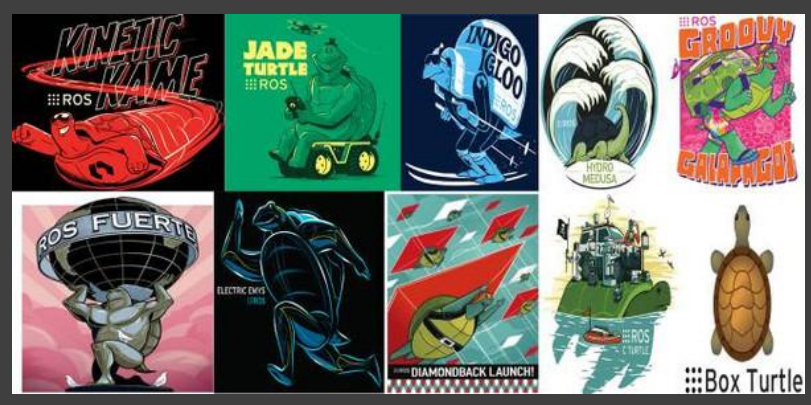 KINETIC
KAME
ROS
JADE
TURTLE
ROS
INDIGO
IGLOO
ROS
HYDRO
MEDUSA
ROS
GROOVY
GALAPAGOS
ROS FUERTE
ELECTRIC EMYS
ROS
DIAMONDBACK LAUNCH!
ROS
C TURTLE
Box Turtle